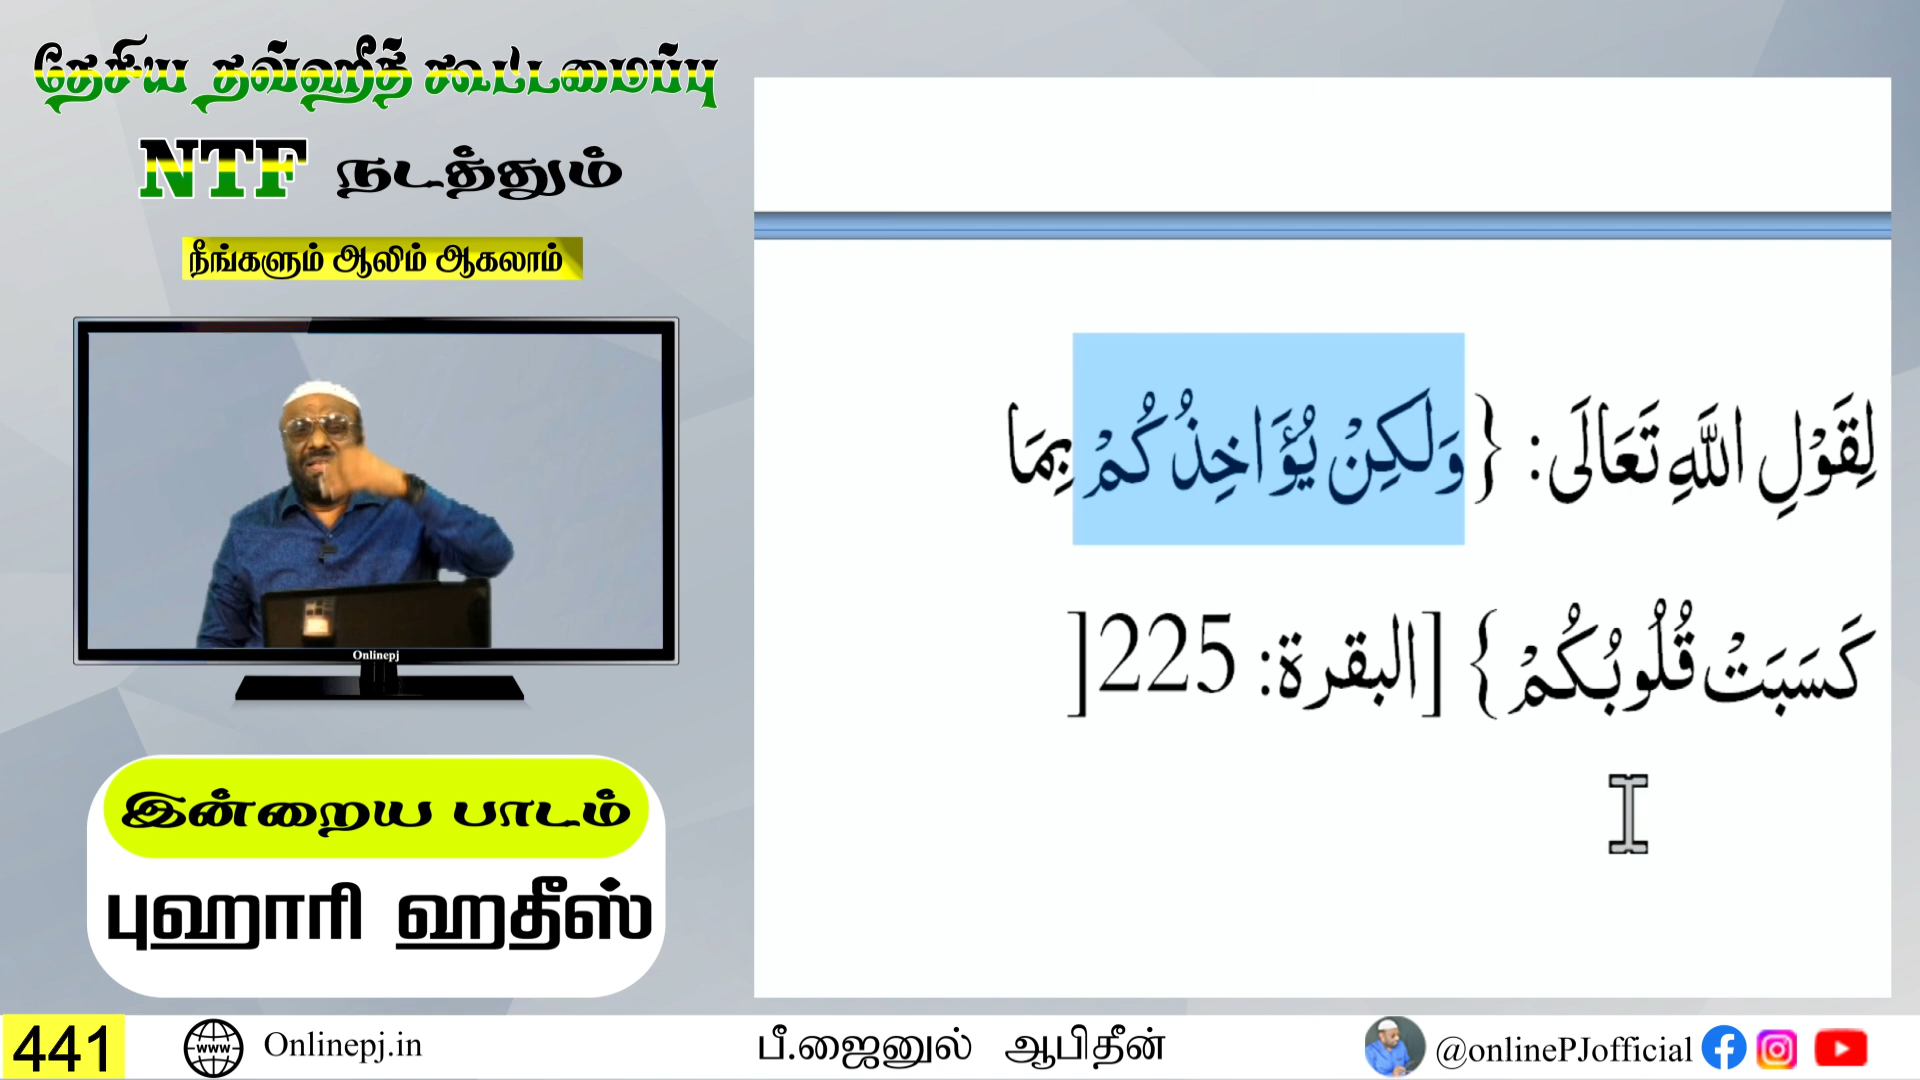 தேசிய தவ்ஹீத் கூட்டமைப்பு
NTF நடத்தும்
நீங்களும் ஆலிம் ஆகலாம்
Onlinepj
இன்றைய பாடம்
புஹாரி ஹதீஸ்
لِقَوْلِ اللَّهِ تَعَالَى: {وَلَكِنْ يُؤَاخِذُكُمْ بِمَا
كَسَبَتْ قُلُوبُكُمْ} [البقرة: 225[
441
www
Onlinepj.in
பீ.ஜைனுல் ஆபிதீன்
@onlinePJofficial